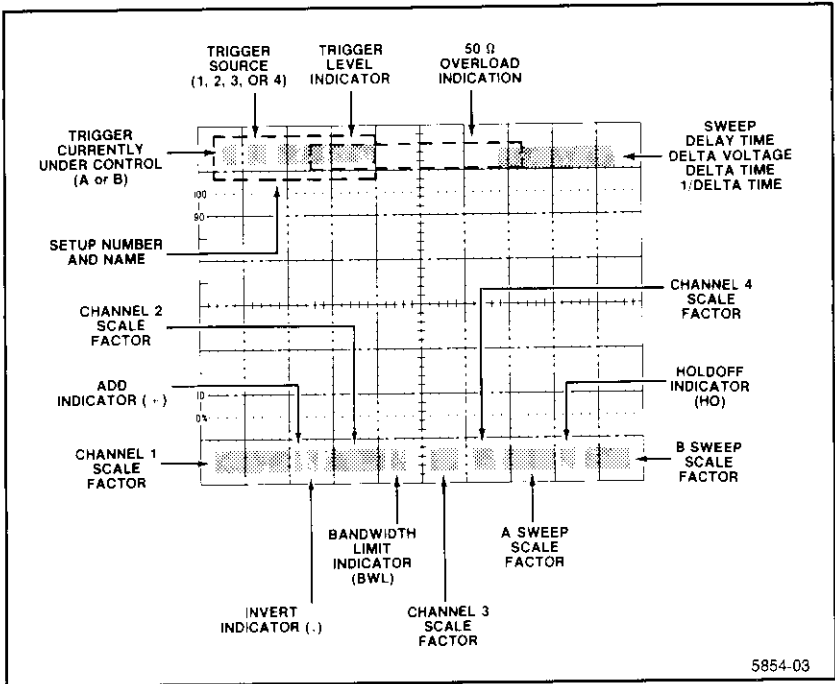 TRIGGER
SOURCE
(1, 2, 3, OR 4)
TRIGGER
LEVEL
INDICATOR
50 Ω
OVERLOAD
INDICATION
TRIGGER
CURRENTLY
UNDER CONTROL
(A or B)
SWEEP
DELAY TIME
DELTA VOLTAGE
DELTA TIME
1/DELTA TIME
100
90
SETUP NUMBER
AND NAME
CHANNEL 2
SCALE
FACTOR
CHANNEL 4
SCALE
FACTOR
ADD
INDICATOR (+)
HOLDOFF
INDICATOR
(HO)
10
0%
CHANNEL 1
SCALE
FACTOR
B SWEEP
SCALE
FACTOR
BANDWIDTH
LIMIT
INDICATOR
(BWL)
A SWEEP
SCALE
FACTOR
INVERT
INDICATOR (.)
CHANNEL 3
SCALE
FACTOR
5854-03